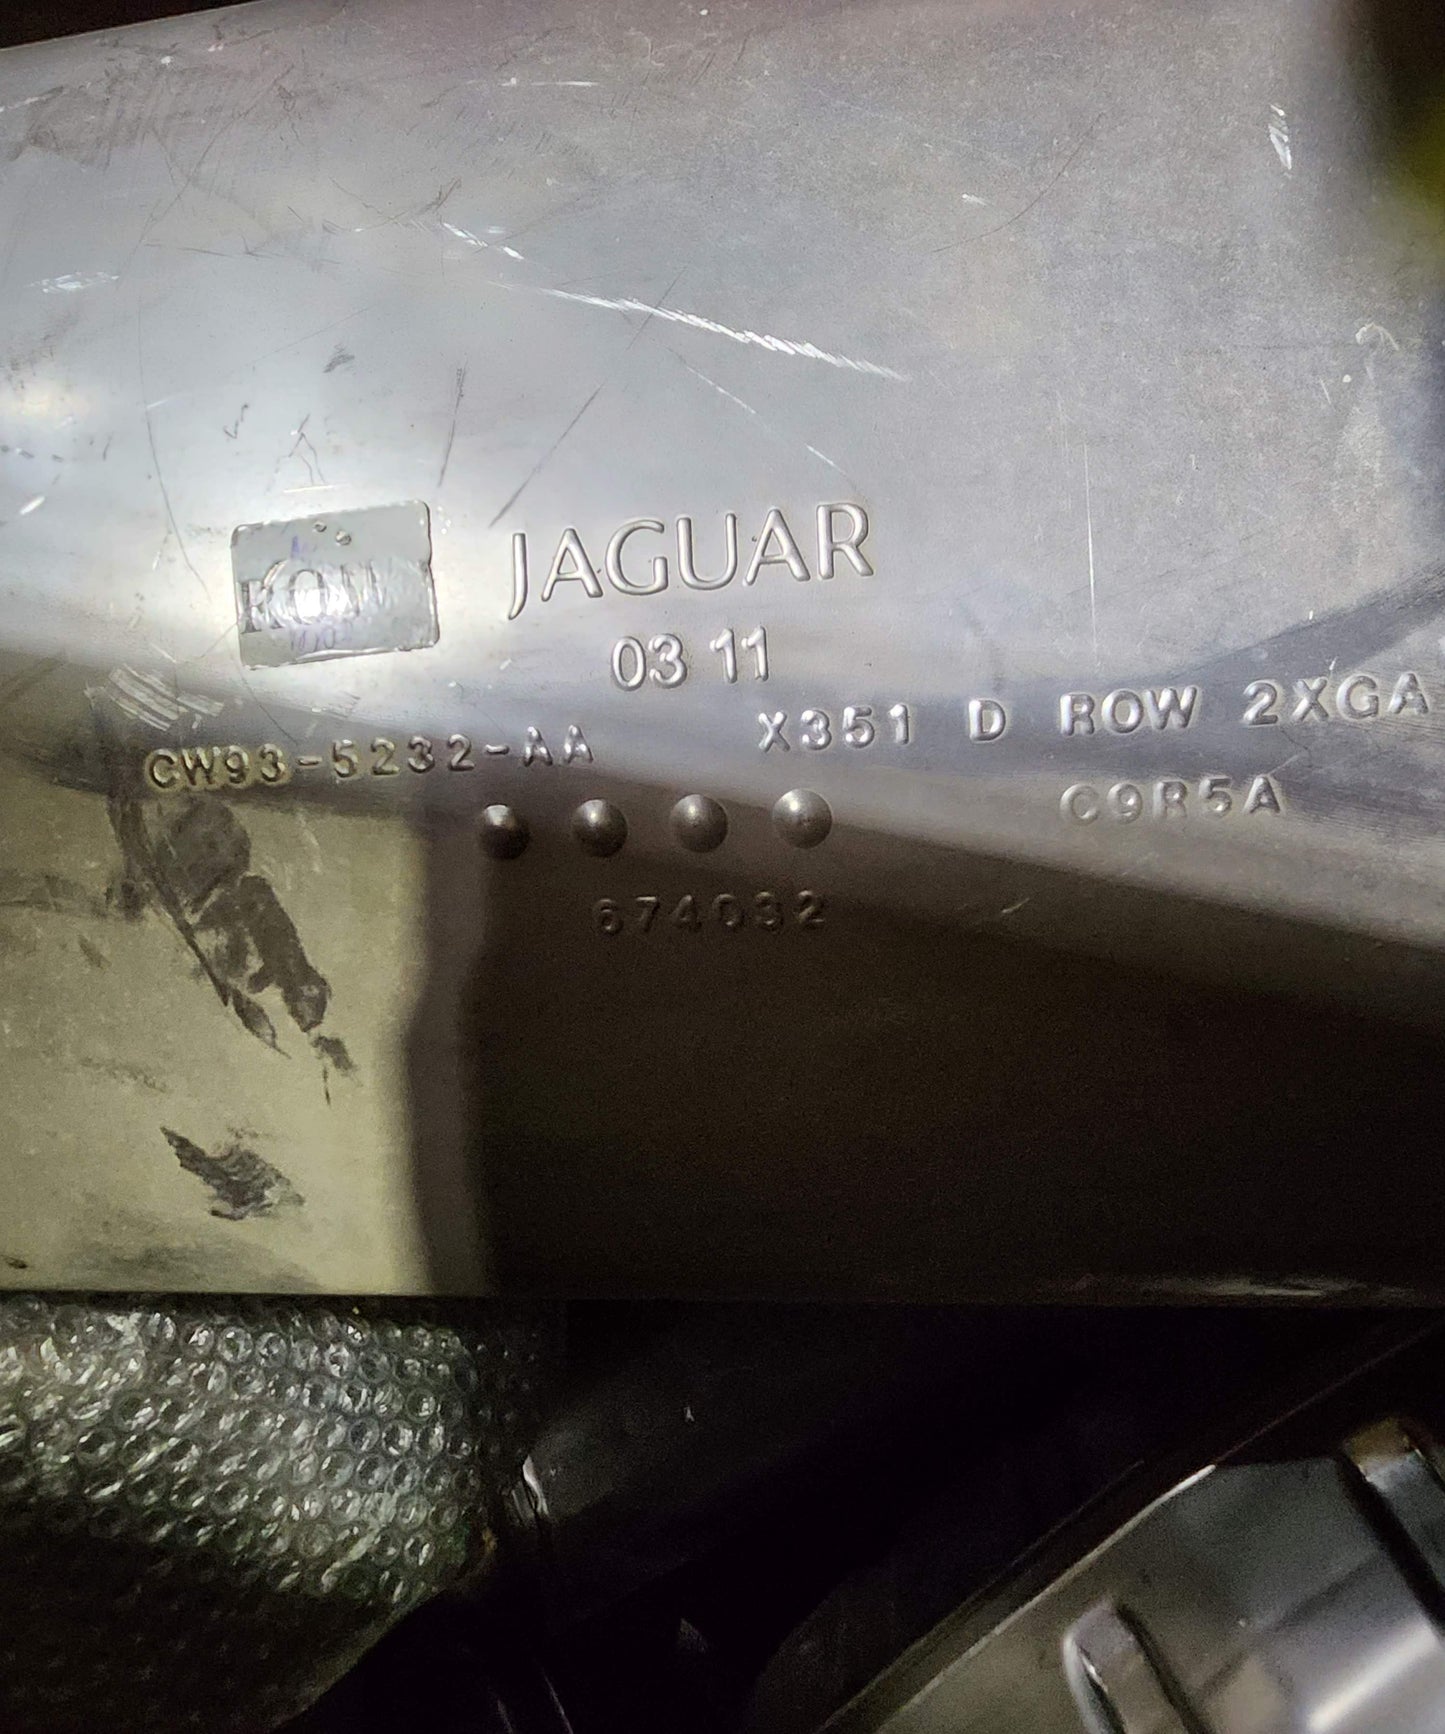 JAGUAR
03 11
CW93-5232-AA
X351 D ROW 2XGA
C9R5A
674032